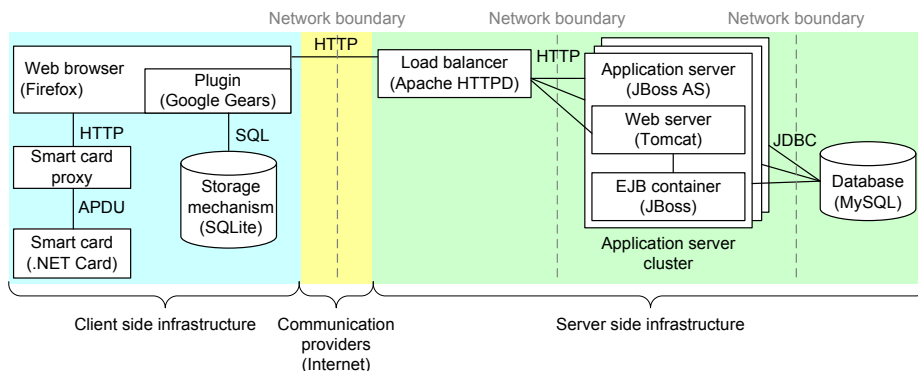 Network boundary
Network boundary
Network boundary
HTTP
Web browser
(Firefox)
Plugin
(Google Gears)
HTTP
SQL
Smart card
proxy
APDU
Smart card
(.NET Card)
Storage
mechanism
(SQLite)
Load balancer
(Apache HTTPD)
HTTP
Application server
(JBoss AS)
Web server
(Tomcat)
EJB container
(JBoss)
Application server
cluster
JDBC
Database
(MySQL)
Client side infrastructure
Communication
providers
(Internet)
Server side infrastructure